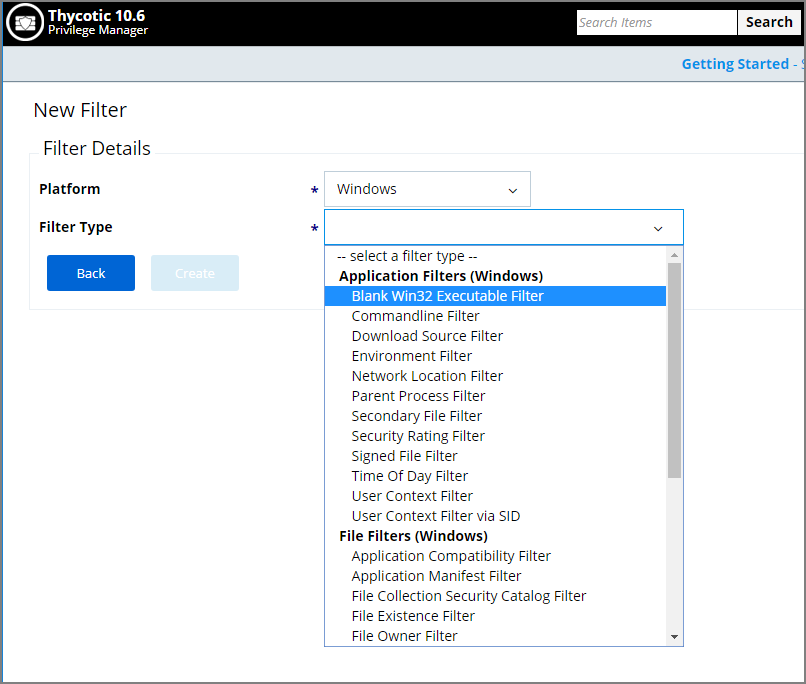 Thycotic 10.6
Privilege Manager
Search Items
Search
Getting Started -
New Filter
Filter Details
Platform
* Windows
Filter Type
*
Back
Create
-- select a filter type --
Application Filters (Windows)
Blank Win32 Executable Filter
Commandline Filter
Download Source Filter
Environment Filter
Network Location Filter
Parent Process Filter
Secondary File Filter
Security Rating Filter
Signed File Filter
Time Of Day Filter
User Context Filter
User Context Filter via SID
File Filters (Windows)
Application Compatibility Filter
Application Manifest Filter
File Collection Security Catalog Filter
File Existence Filter
File Owner Filter